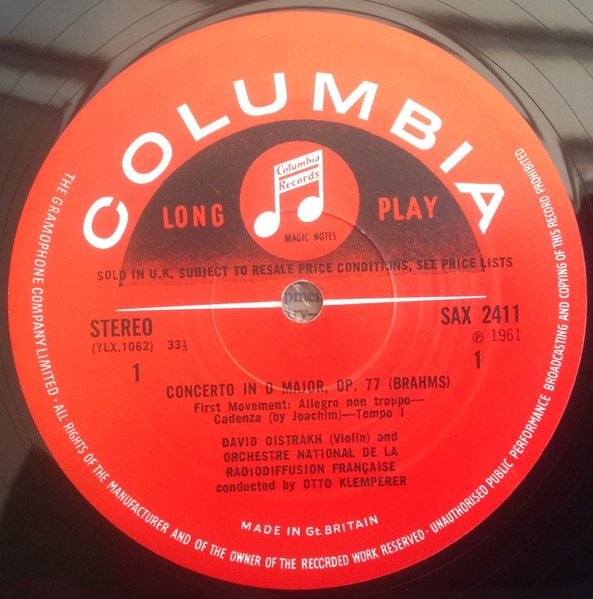 COLUMBIA
Columbia
Records
LONG PLAY
MAGIC NOTES
SOLD IN U.K. SUBJECT TO RESALE PRICE CONDITIONS, SEE PRICE LISTS
STEREO
(YLX.1062) 33⅓
1
SAX 2411
℗ 1961
1
CONCERTO IN D MAJOR, OP. 77 (BRAHMS)
First Movement: Allegro non troppo—
Cadenza (by Joachim)—Tempo I
DAVID OISTRAKH (Violin) and
ORCHESTRE NATIONAL DE LA
RADIODIFFUSION FRANÇAISE
conducted by OTTO KLEMPERER
MADE IN Gt. BRITAIN
THE GRAMOPHONE COMPANY LIMITED · ALL RIGHTS OF THE MANUFACTURER AND OF THE OWNER OF THE RECORDED WORK RESERVED · UNAUTHORISED PUBLIC PERFORMANCE BROADCASTING AND COPYING OF THIS RECORD PROHIBITED